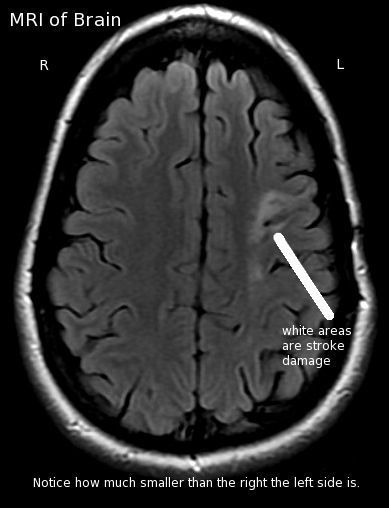 MRI of Brain
R
L
white areas
are stroke
damage
Notice how much smaller than the right the left side is.